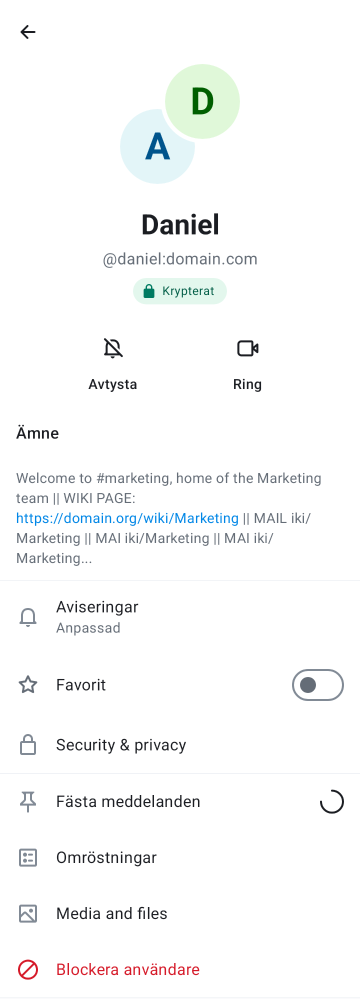 D
A
Daniel
@daniel:domain.com
Krypterat
Avtysta
Ring
Ämne
Welcome to #marketing, home of the Marketing
team || WIKI PAGE:
https://domain.org/wiki/Marketing || MAIL iki/
Marketing || MAI iki/Marketing || MAI iki/
Marketing...
Aviseringar
Anpassad
Favorit
Security & privacy
Fästa meddelanden
Omröstningar
Media and files
Blockera användare